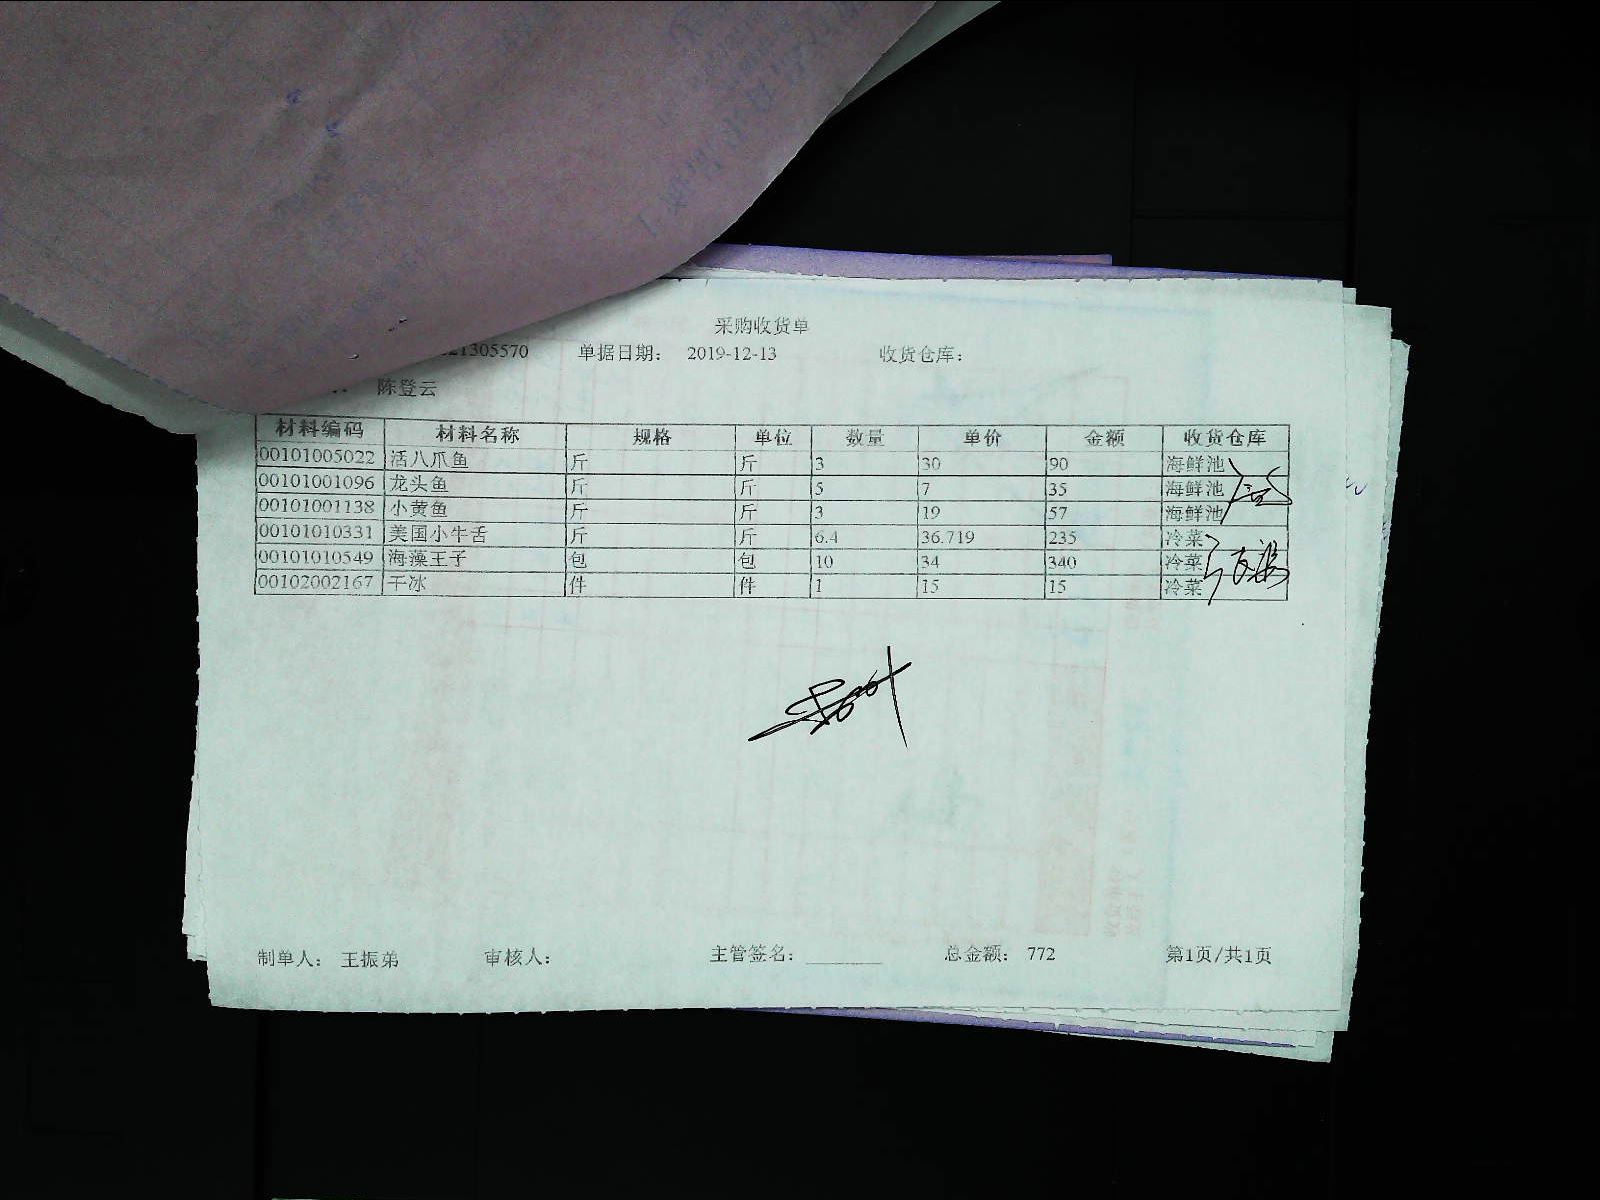 采购收货单
21305570 单据日期： 2019-12-13 收货仓库：
陈登云
材料编码 材料名称 规格 单位 数量 单价 金额 收货仓库
00101005022 活八爪鱼 斤 斤 3 30 90 海鲜池
00101001096 龙头鱼 斤 斤 5 7 35 海鲜池
00101001138 小黄鱼 斤 斤 3 19 57 海鲜池
00101010331 美国小牛舌 斤 斤 6.4 36.719 235 冷菜
00101010549 海藻王子 包 包 10 34 340 冷菜
00102002167 干冰 件 件 1 15 15 冷菜
制单人： 王振弟 审核人： 主管签名： 总金额： 772 第1页/共1页